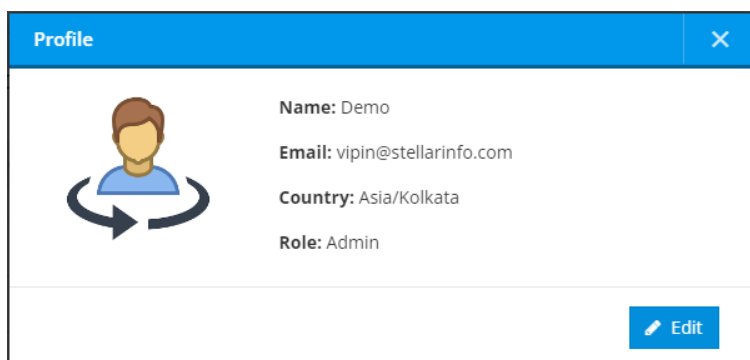 Profile
Name: Demo
Email: vipin@stellarinfo.com
Country: Asia/Kolkata
Role: Admin
Edit